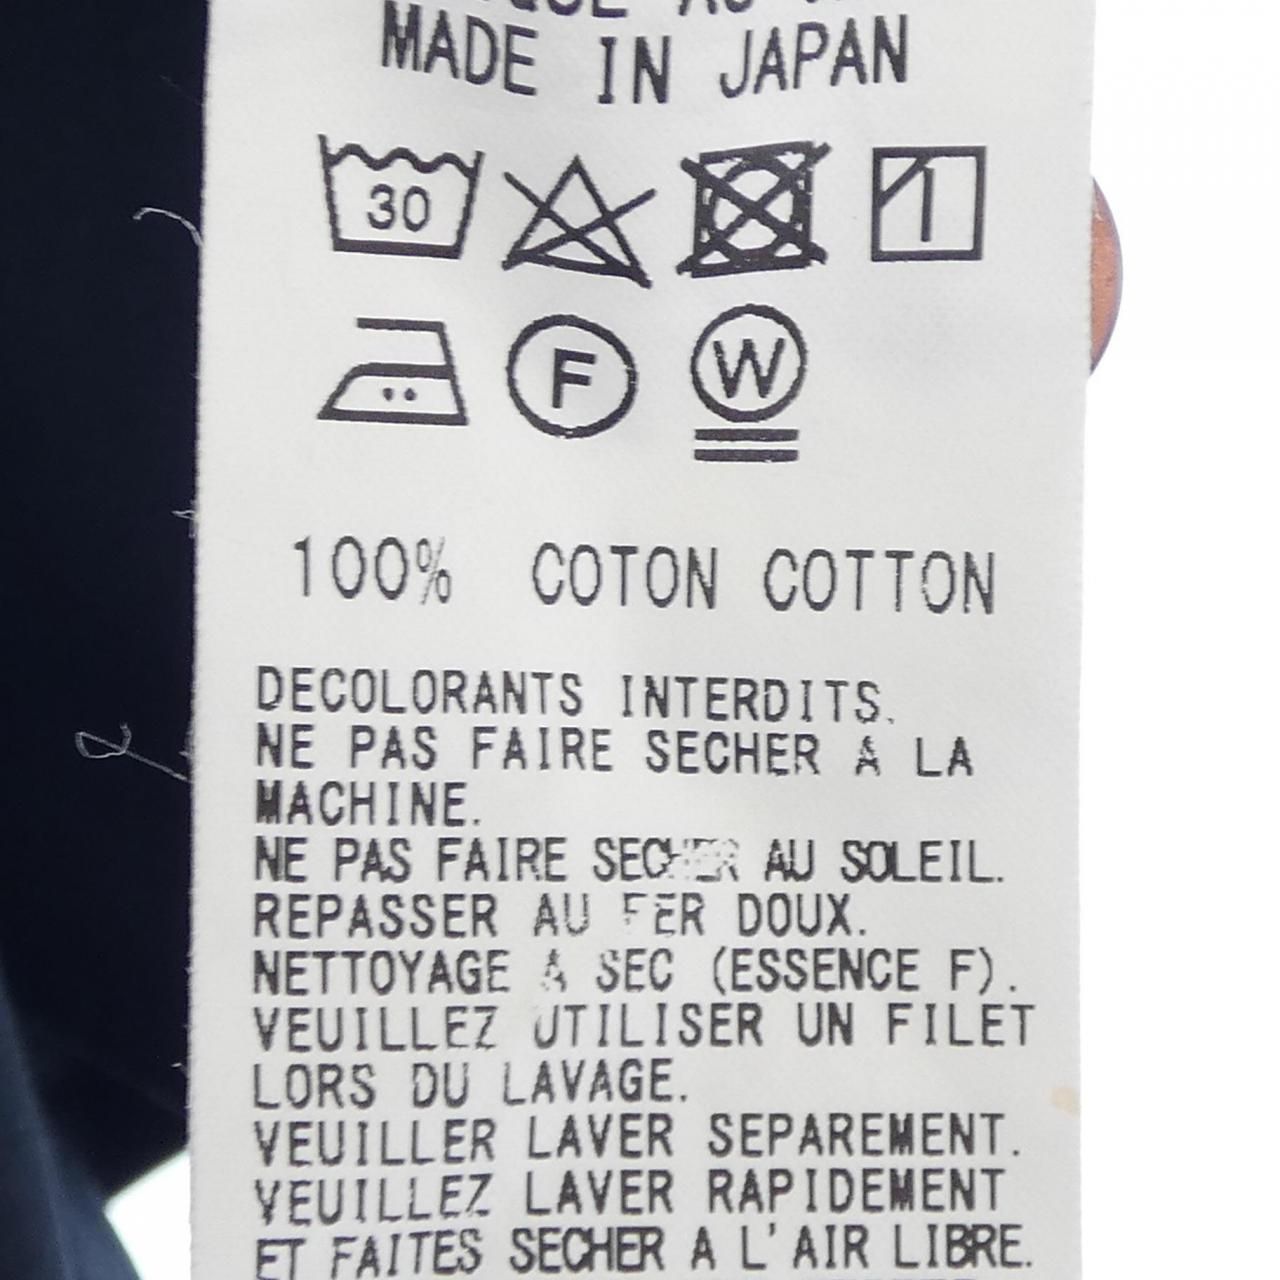 MADE IN JAPAN
30
F
W
100% COTON COTTON
DECOLORANTS INTERDITS.
NE PAS FAIRE SECHER A LA
MACHINE.
NE PAS FAIRE SECHER AU SOLEIL.
REPASSER AU FER DOUX.
NETTOYAGE A SEC (ESSENCE F).
VEUILLEZ UTILISER UN FILET
LORS DU LAVAGE.
VEUILLER LAVER SEPAREMENT.
VEUILLEZ LAVER RAPIDEMENT
ET FAITES SECHER A L'AIR LIBRE.